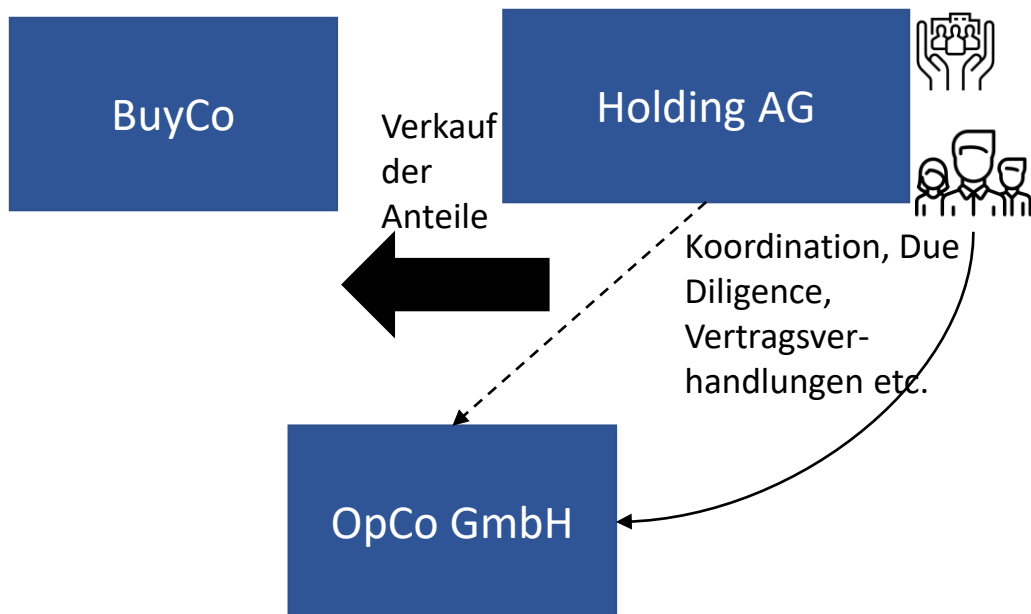 BuyCo
Holding AG
Verkauf
der
Anteile
Koordination, Due
Diligence,
Vertragsver-
handlungen etc.
OpCo GmbH